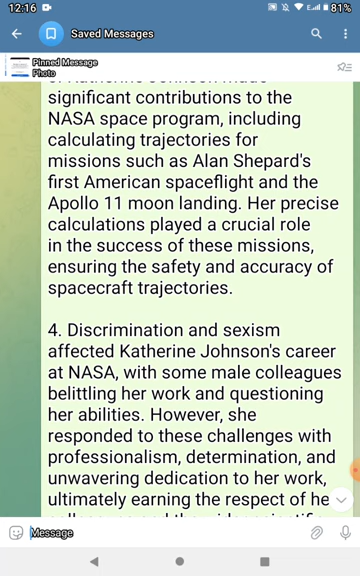 12:16
81%
Saved Messages
Pinned Message
Photo
significant contributions to the
NASA space program, including
calculating trajectories for
missions such as Alan Shepard's
first American spaceflight and the
Apollo 11 moon landing. Her precise
calculations played a crucial role
in the success of these missions,
ensuring the safety and accuracy of
spacecraft trajectories.
4. Discrimination and sexism
affected Katherine Johnson's career
at NASA, with some male colleagues
belittling her work and questioning
her abilities. However, she
responded to these challenges with
professionalism, determination, and
unwavering dedication to her work,
ultimately earning the respect of he
Message